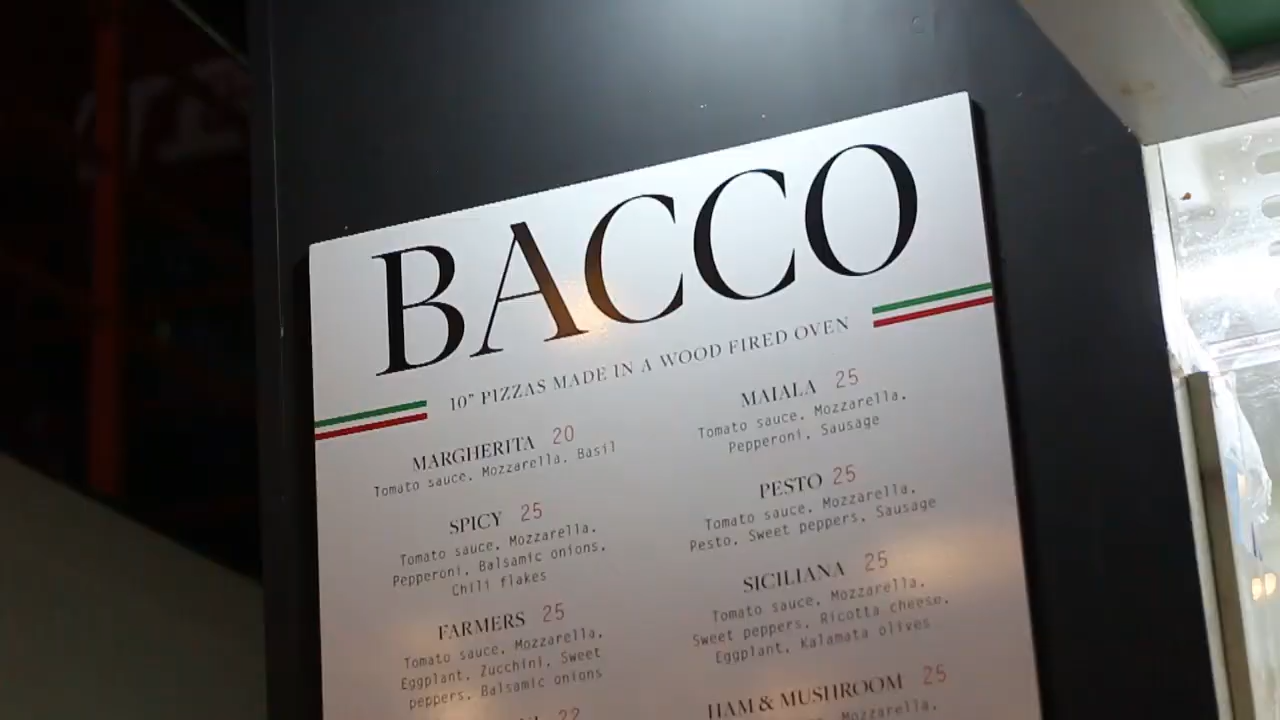 BACCO
10" PIZZAS MADE IN A WOOD FIRED OVEN
MARGHERITA 20
Tomato sauce, Mozzarella, Basil
SPICY 25
Tomato sauce, Mozzarella,
Pepperoni, Balsamic onions,
Chili flakes
FARMERS 25
Tomato sauce, Mozzarella,
Eggplant, Zucchini, Sweet
peppers, Balsamic onions
22
MAIALA 25
Tomato sauce, Mozzarella,
Pepperoni, Sausage
PESTO 25
Tomato sauce, Mozzarella,
Pesto, Sweet peppers, Sausage
SICILIANA 25
Tomato sauce, Mozzarella,
Sweet peppers, Ricotta cheese,
Eggplant, Kalamata olives
HAM & MUSHROOM 25
Mozzarella,